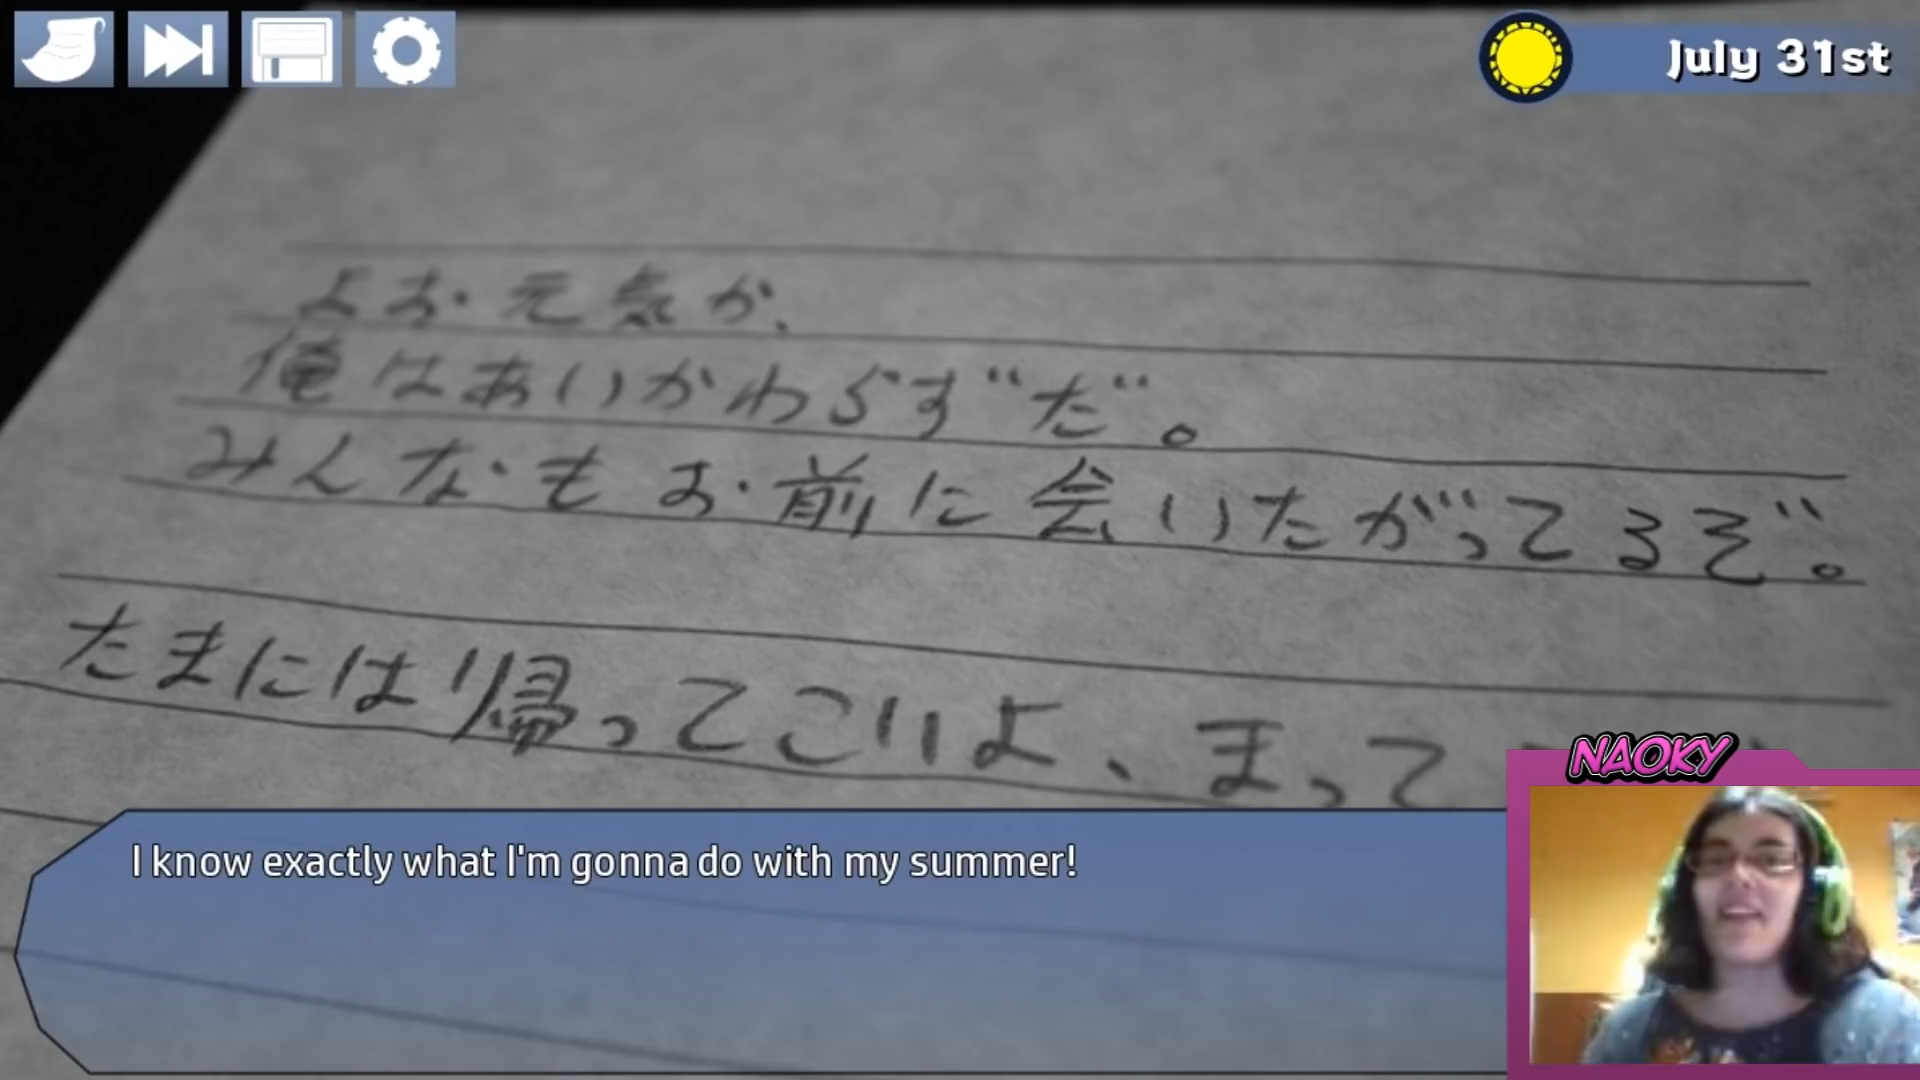 July 31st
よお元気か、
俺はあいかわらずだ。
みんなもお前に会いたがってるぞ。
たまには帰ってこいよ、まって
NAOKY
I know exactly what I'm gonna do with my summer!